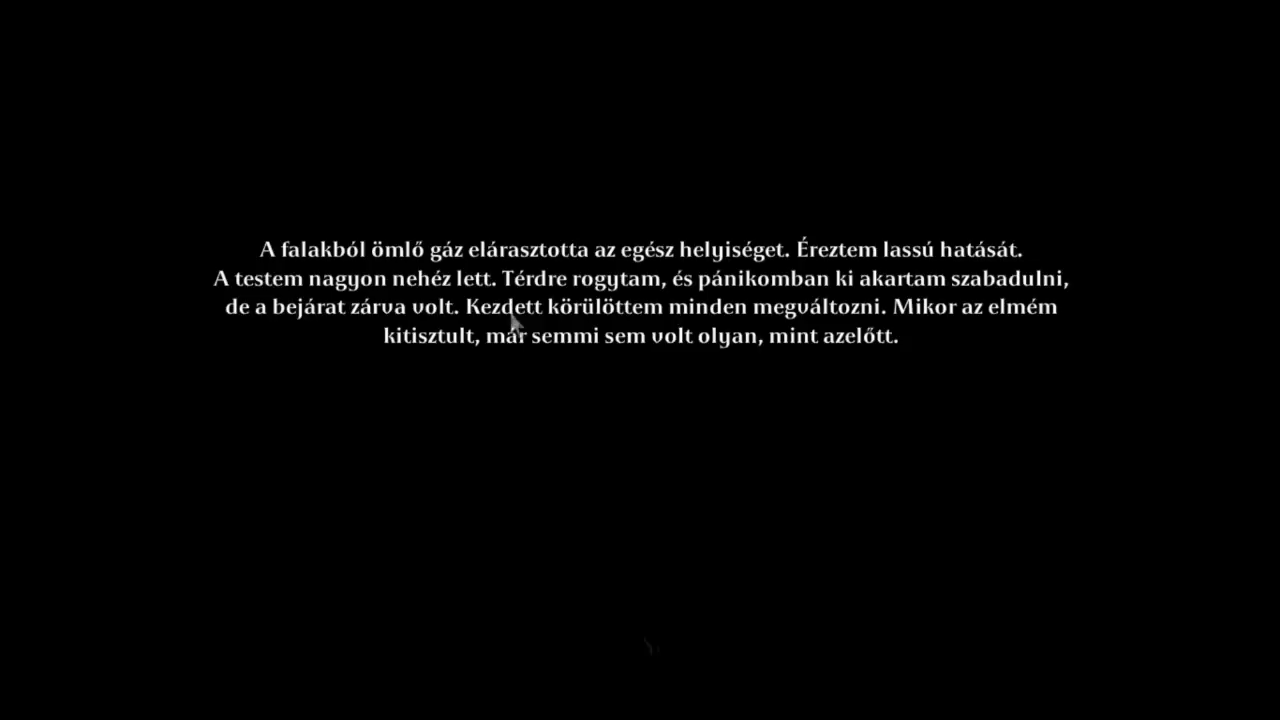 A falakból ömlő gáz elárasztotta az egész helyiséget. Éreztem lassú hatását.
A testem nagyon nehéz lett. Térdre rogytam, és pánikomban ki akartam szabadulni,
de a bejárat zárva volt. Kezdett körülöttem minden megváltozni. Mikor az elmém
kitisztult, már semmi sem volt olyan, mint azelőtt.